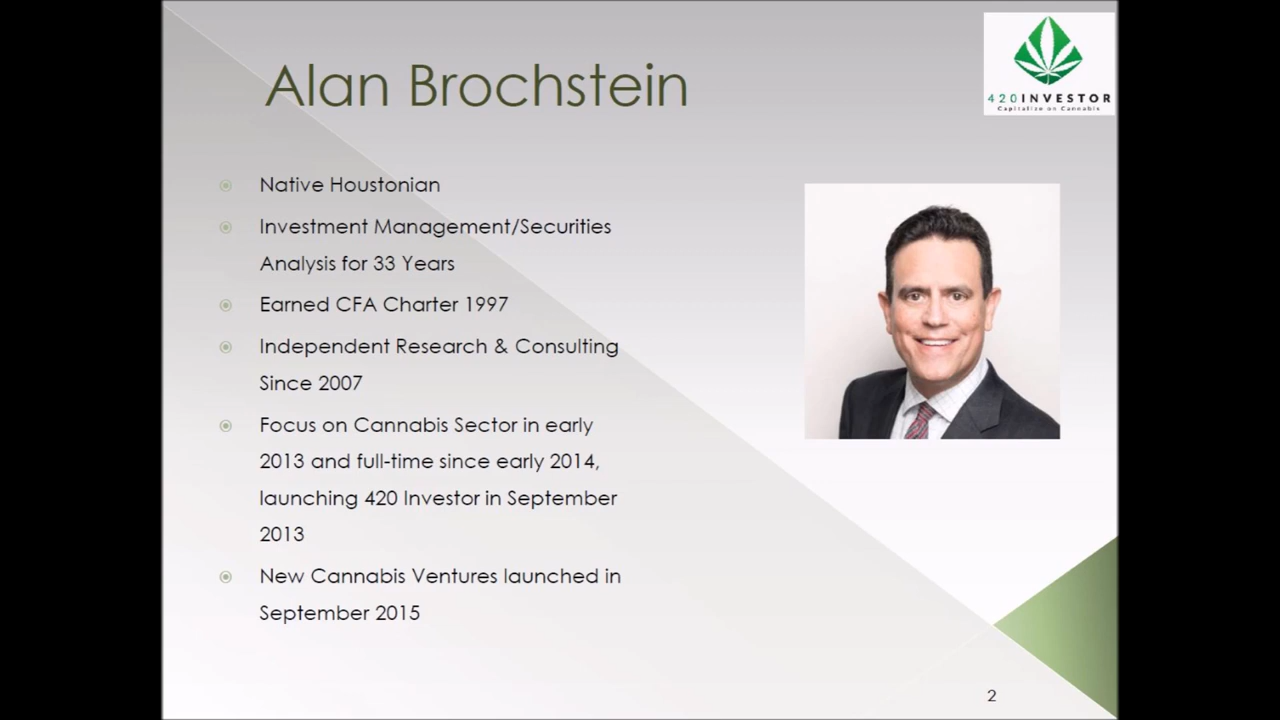 Alan Brochstein
420INVESTOR
Capitalize on Cannabis
Native Houstonian
Investment Management/Securities
Analysis for 33 Years
Earned CFA Charter 1997
Independent Research & Consulting
Since 2007
Focus on Cannabis Sector in early
2013 and full-time since early 2014,
launching 420 Investor in September
2013
New Cannabis Ventures launched in
September 2015
2